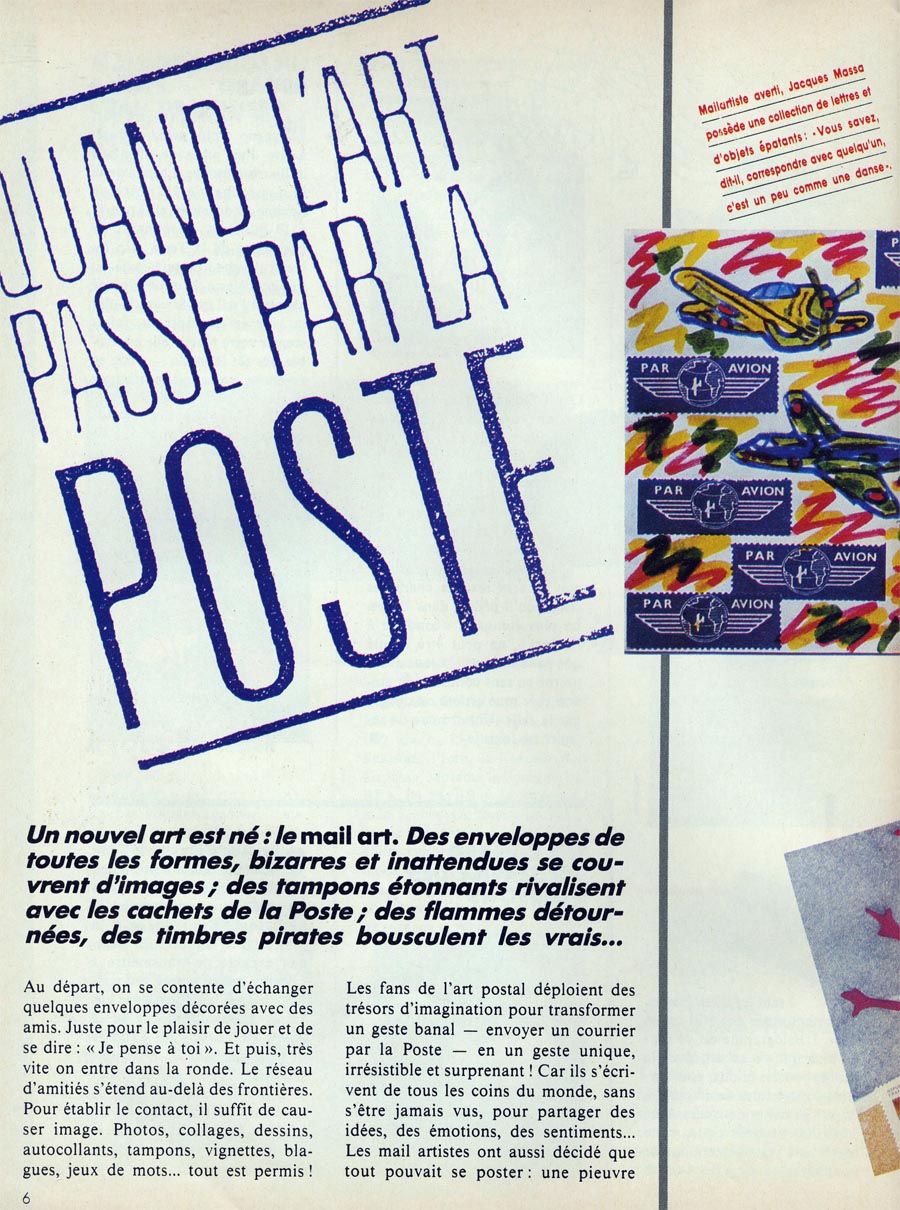 QUAND L'ART
PASSE PAR LA
POSTE
Mailartiste averti, Jacques Massa
possède une collection de lettres et
d'objets épatants : «Vous savez,
dit-il, correspondre avec quelqu'un,
c'est un peu comme une danse».
P
PAR AVION
PAR AVION
PAR AVION
PAR AVION
Un nouvel art est né : le mail art. Des enveloppes de
toutes les formes, bizarres et inattendues se cou-
vrent d'images ; des tampons étonnants rivalisent
avec les cachets de la Poste ; des flammes détour-
nées, des timbres pirates bousculent les vrais...
Au départ, on se contente d'échanger
quelques enveloppes décorées avec des
amis. Juste pour le plaisir de jouer et de
se dire : « Je pense à toi ». Et puis, très
vite on entre dans la ronde. Le réseau
d'amitiés s'étend au-delà des frontières.
Pour établir le contact, il suffit de cau-
ser image. Photos, collages, dessins,
autocollants, tampons, vignettes, bla-
gues, jeux de mots... tout est permis !
Les fans de l'art postal déploient des
trésors d'imagination pour transformer
un geste banal — envoyer un courrier
par la Poste — en un geste unique,
irrésistible et surprenant ! Car ils s'écri-
vent de tous les coins du monde, sans
s'être jamais vus, pour partager des
idées, des émotions, des sentiments...
Les mail artistes ont aussi décidé que
tout pouvait se poster : une pieuvre
6